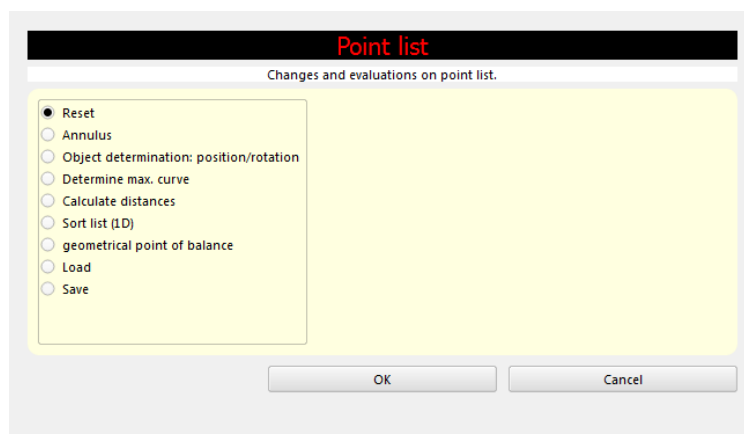 Point list
Changes and evaluations on point list.
Reset
Annulus
Object determination: position/rotation
Determine max. curve
Calculate distances
Sort list (1D)
geometrical point of balance
Load
Save
OK
Cancel